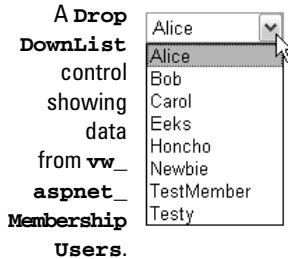 A Drop
DownList
control
showing
data
from vw_
aspnet_
Membership
Users.
Alice
Alice
Bob
Carol
Eeks
Honcho
Newbie
TestMember
Testy